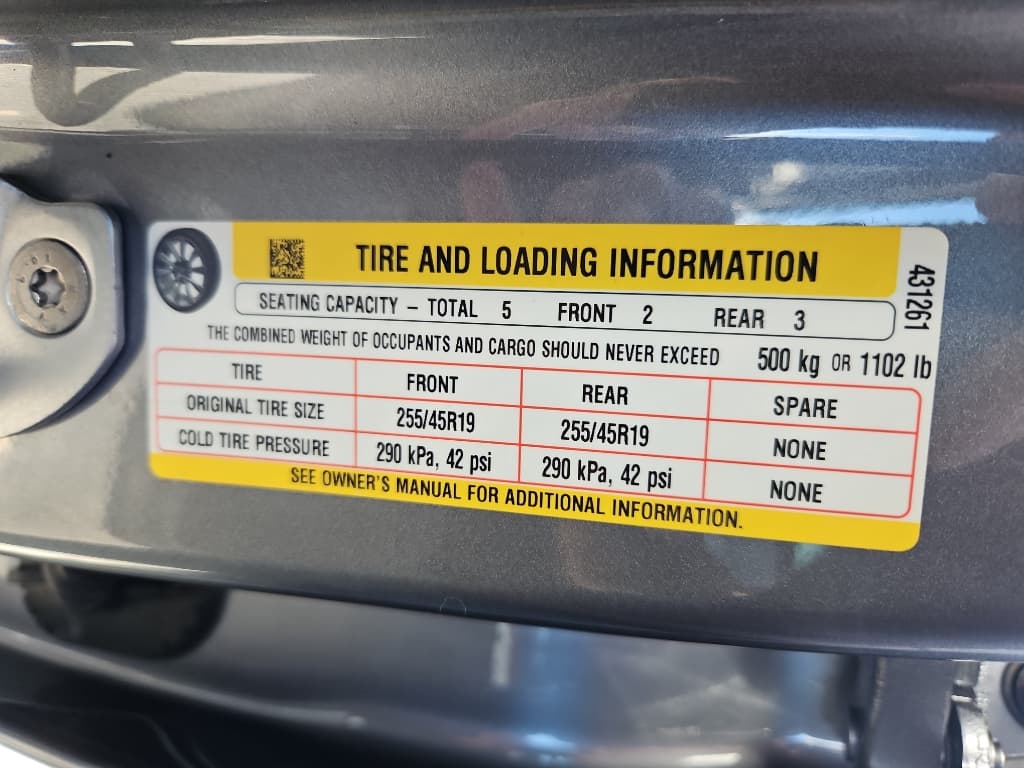 TIRE AND LOADING INFORMATION
SEATING CAPACITY – TOTAL 5 FRONT 2 REAR 3
THE COMBINED WEIGHT OF OCCUPANTS AND CARGO SHOULD NEVER EXCEED 500 kg OR 1102 lb
TIRE FRONT REAR SPARE
ORIGINAL TIRE SIZE 255/45R19 255/45R19 NONE
COLD TIRE PRESSURE 290 kPa, 42 psi 290 kPa, 42 psi NONE
SEE OWNER'S MANUAL FOR ADDITIONAL INFORMATION.
431261